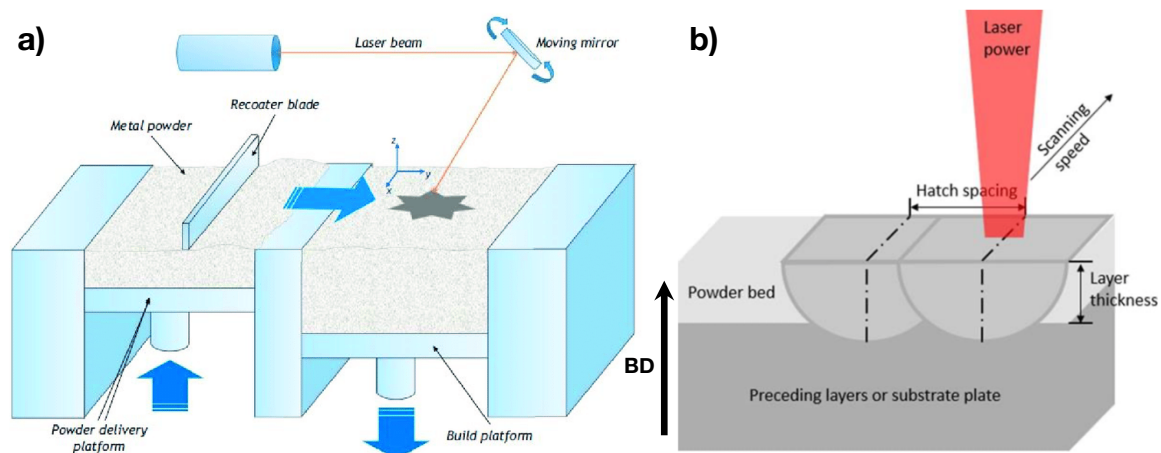 a)
Laser beam
Moving mirror
Recoater blade
Metal powder
z
y
x
Powder delivery
platform
Build platform
b)
Laser
power
Scanning
speed
Hatch spacing
Powder bed
Layer
thickness
BD
Preceding layers or substrate plate